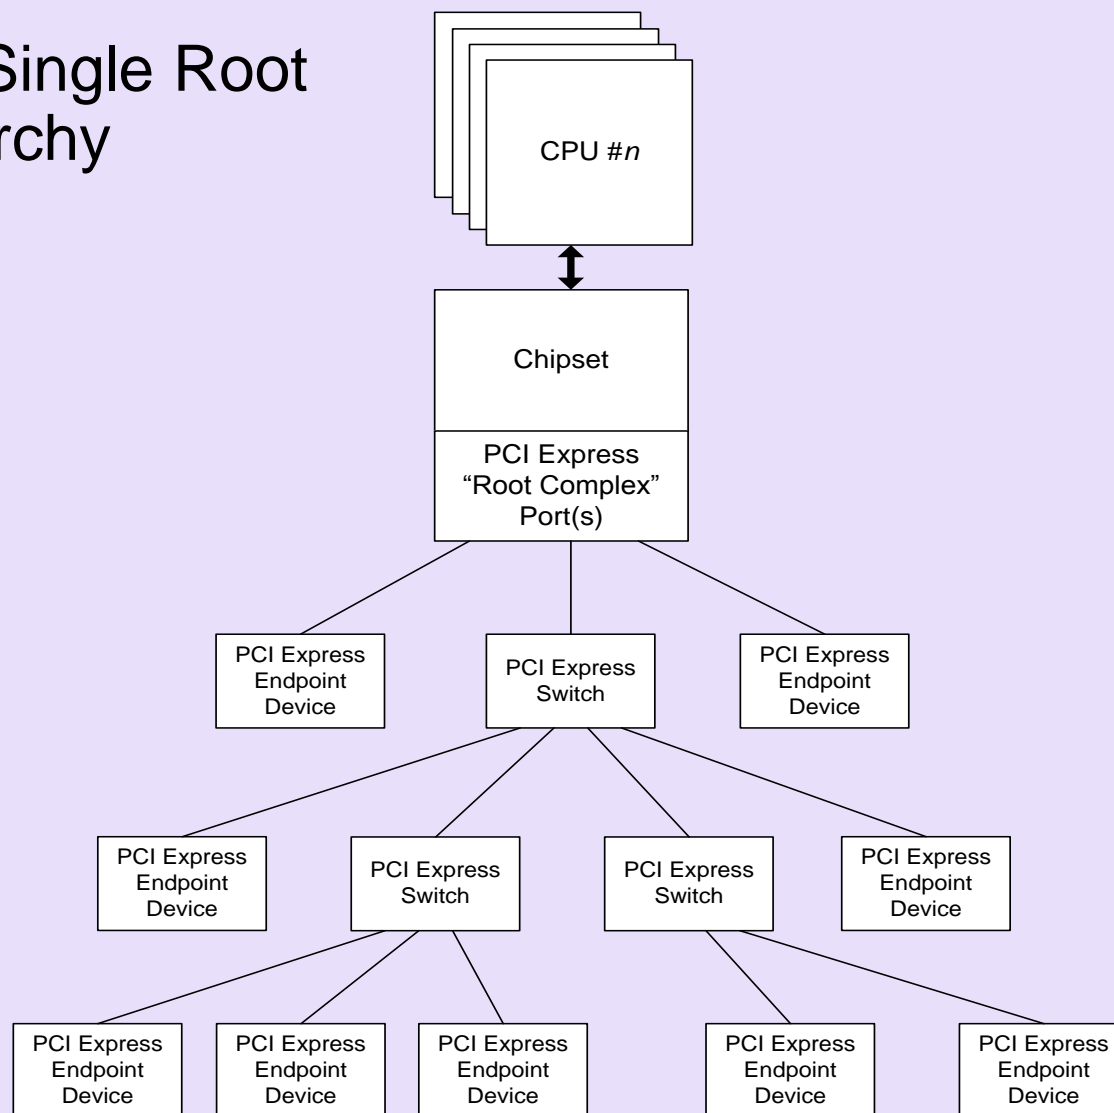 Single Root
rchy
CPU #n
Chipset
PCI Express
“Root Complex”
Port(s)
PCI Express
Endpoint
Device
PCI Express
Switch
PCI Express
Endpoint
Device
PCI Express
Endpoint
Device
PCI Express
Switch
PCI Express
Switch
PCI Express
Endpoint
Device
PCI Express
Endpoint
Device
PCI Express
Endpoint
Device
PCI Express
Endpoint
Device
PCI Express
Endpoint
Device
PCI Express
Endpoint
Device